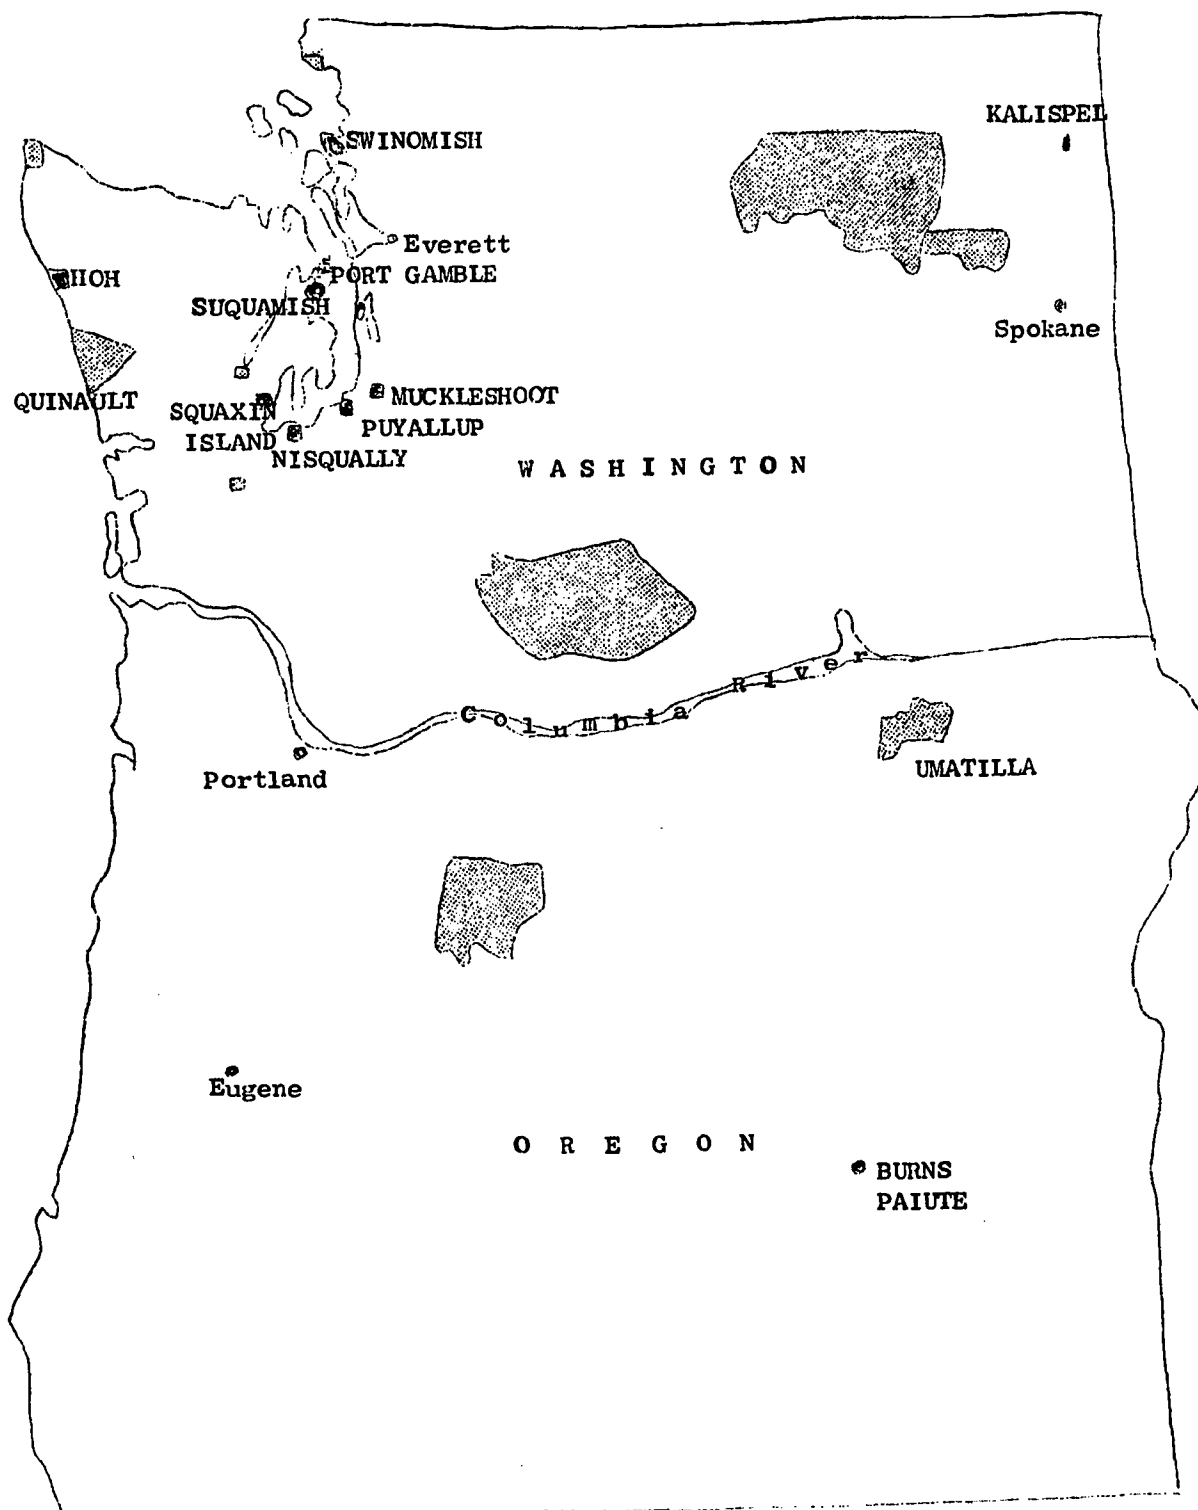 KALISPEL
SWINOMISH
Everett
PORT GAMBLE
HOH
SUQUAMISH
Spokane
QUINAULT
MUCKLESHOOT
SQUAXIN
ISLAND
PUYALLUP
NISQUALLY
WASHINGTON
Columbia River
Portland
UMATILLA
Eugene
OREGON
BURNS
PAIUTE